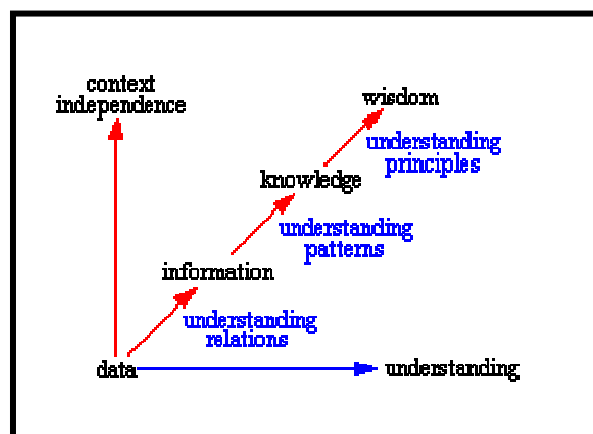 context
independence
wisdom
understanding
principles
knowledge
understanding
patterns
information
understanding
relations
data
understanding